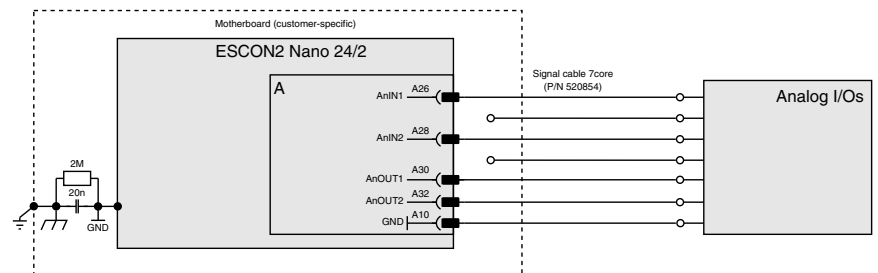 Motherboard (customer-specific)
ESCON2 Nano 24/2
A
AnIN1 A26
AnIN2 A28
AnOUT1 A30
AnOUT2 A32
GND A10
Signal cable 7core
(P/N 520854)
Analog I/Os
2M
20n
GND